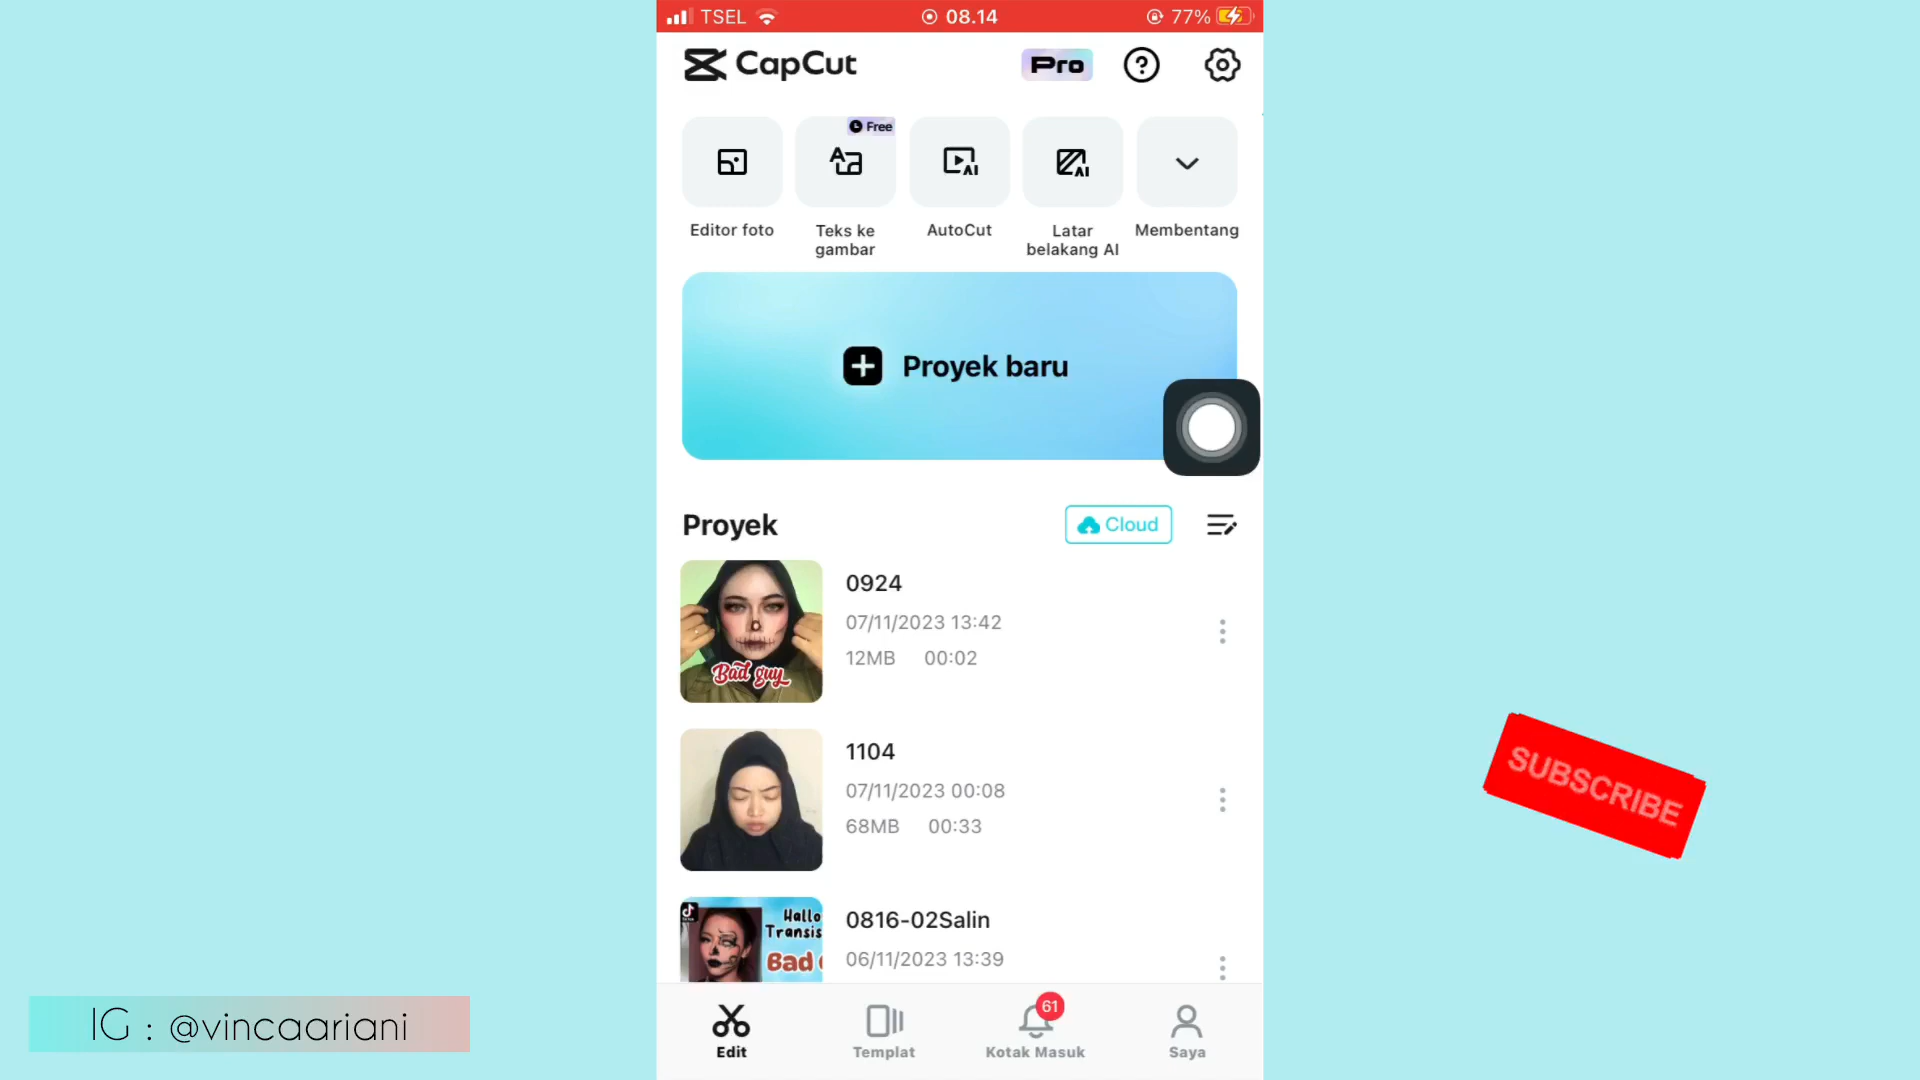 TSEL
08.14
77%
CapCut
Pro
Free
Editor foto
Teks ke
gambar
AutoCut
AI
Latar
belakang AI
AI
Membentang
Proyek baru
Proyek
Cloud
0924
07/11/2023 13:42
12MB 00:02
Bad guy
1104
07/11/2023 00:08
68MB 00:33
0816-02Salin
06/11/2023 13:39
Hallo
Transis
Bad
SUBSCRIBE
IG : @vincaariani
61
Edit
Templat
Kotak Masuk
Saya